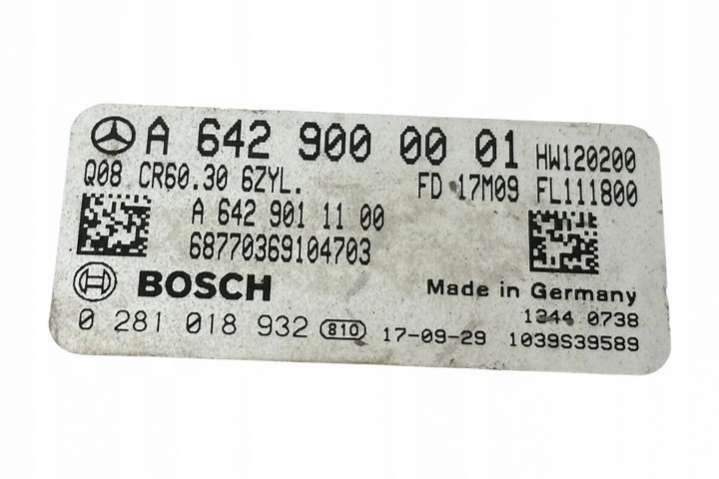 A 642 900 00 01 HW120200
Q08 CR60.30 6ZYL. FD 17M09 FL111800
A 642 901 11 00
68770369104703
BOSCH Made in Germany
1244 0738
0 281 018 932 810 17-09-29 1039S39589